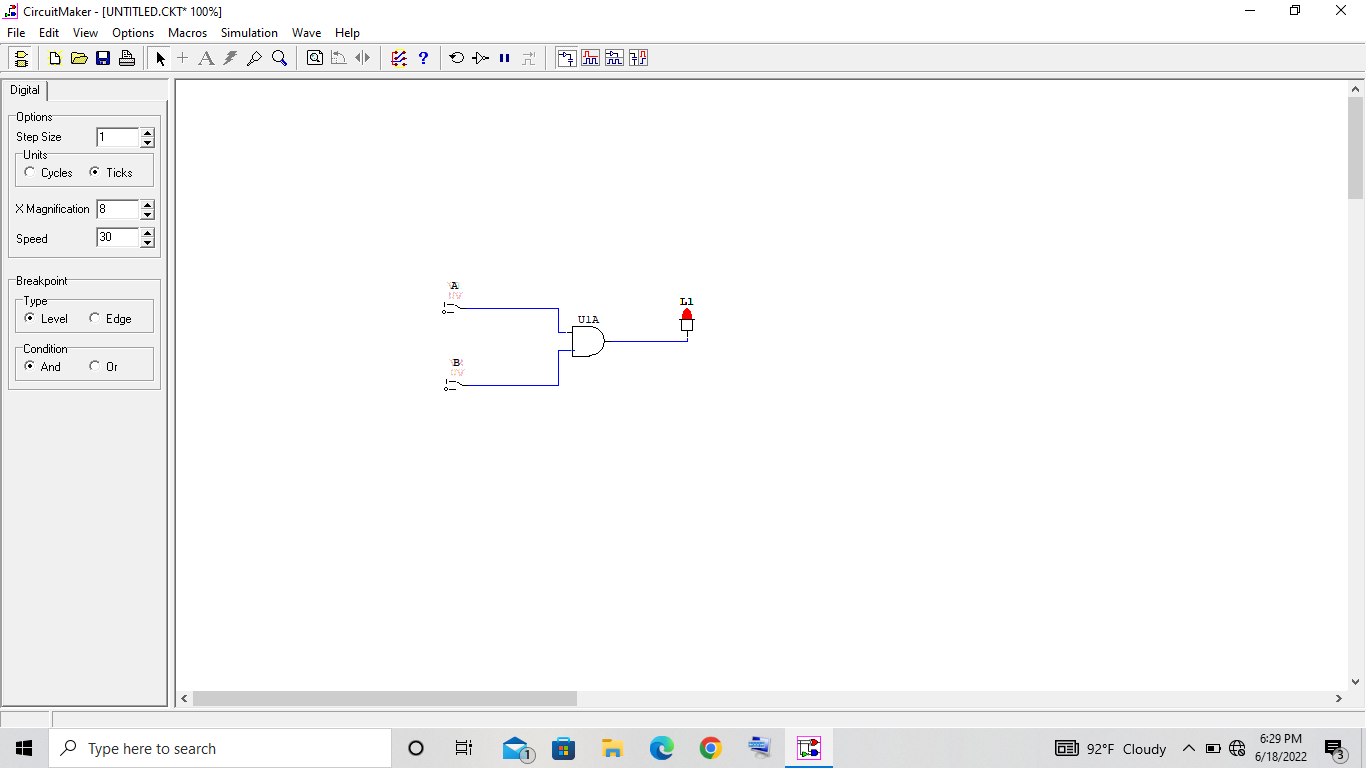 CircuitMaker - [UNTITLED.CKT* 100%]
File Edit View Options Macros Simulation Wave Help
Digital
Options
Step Size 1
Units
Cycles Ticks
X Magnification 8
Speed 30
Breakpoint
Type
Level Edge
Condition
And Or
A
B
U1A
L1
Type here to search
1
92°F Cloudy
6:29 PM
6/18/2022
3